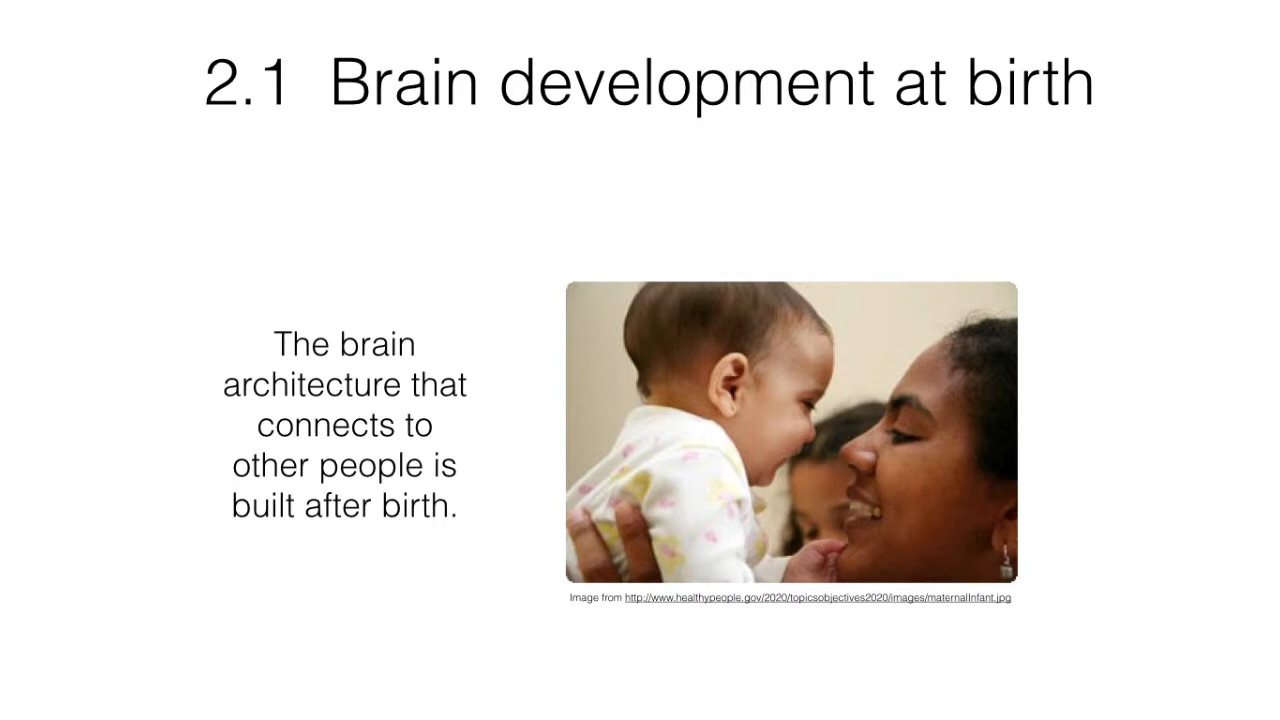 2.1 Brain development at birth
The brain
architecture that
connects to
other people is
built after birth.
Image from http://www.healthypeople.gov/2020/topicsobjectives2020/images/maternalInfant.jpg